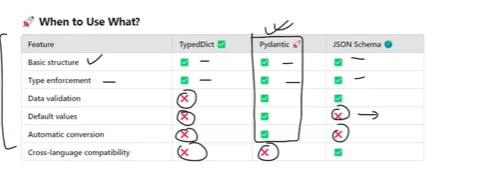 🚀 When to Use What?
Feature TypedDict ✅ Pydantic 🚀 JSON Schema 🌍
Basic structure ✅ ✅ ✅
Type enforcement ✅ ✅ ✅
Data validation ❌ ✅ ✅
Default values ❌ ✅ ❌
Automatic conversion ❌ ✅ ❌
Cross-language compatibility ❌ ❌ ✅